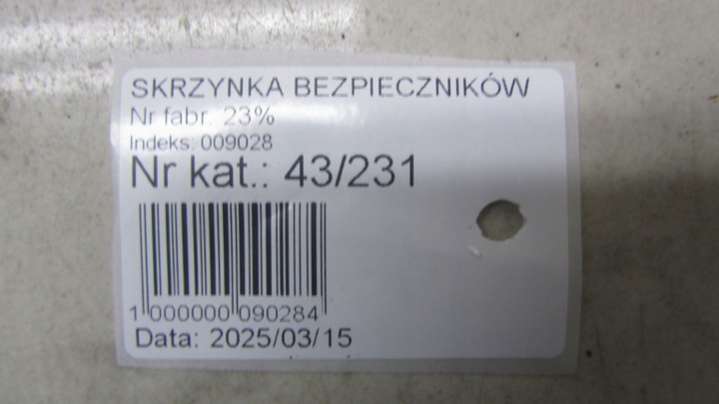 SKRZYNKA BEZPIECZNIKÓW
Nr fabr. 23%
Indeks: 009028
Nr kat.: 43/231
1 000000 090284
Data: 2025/03/15